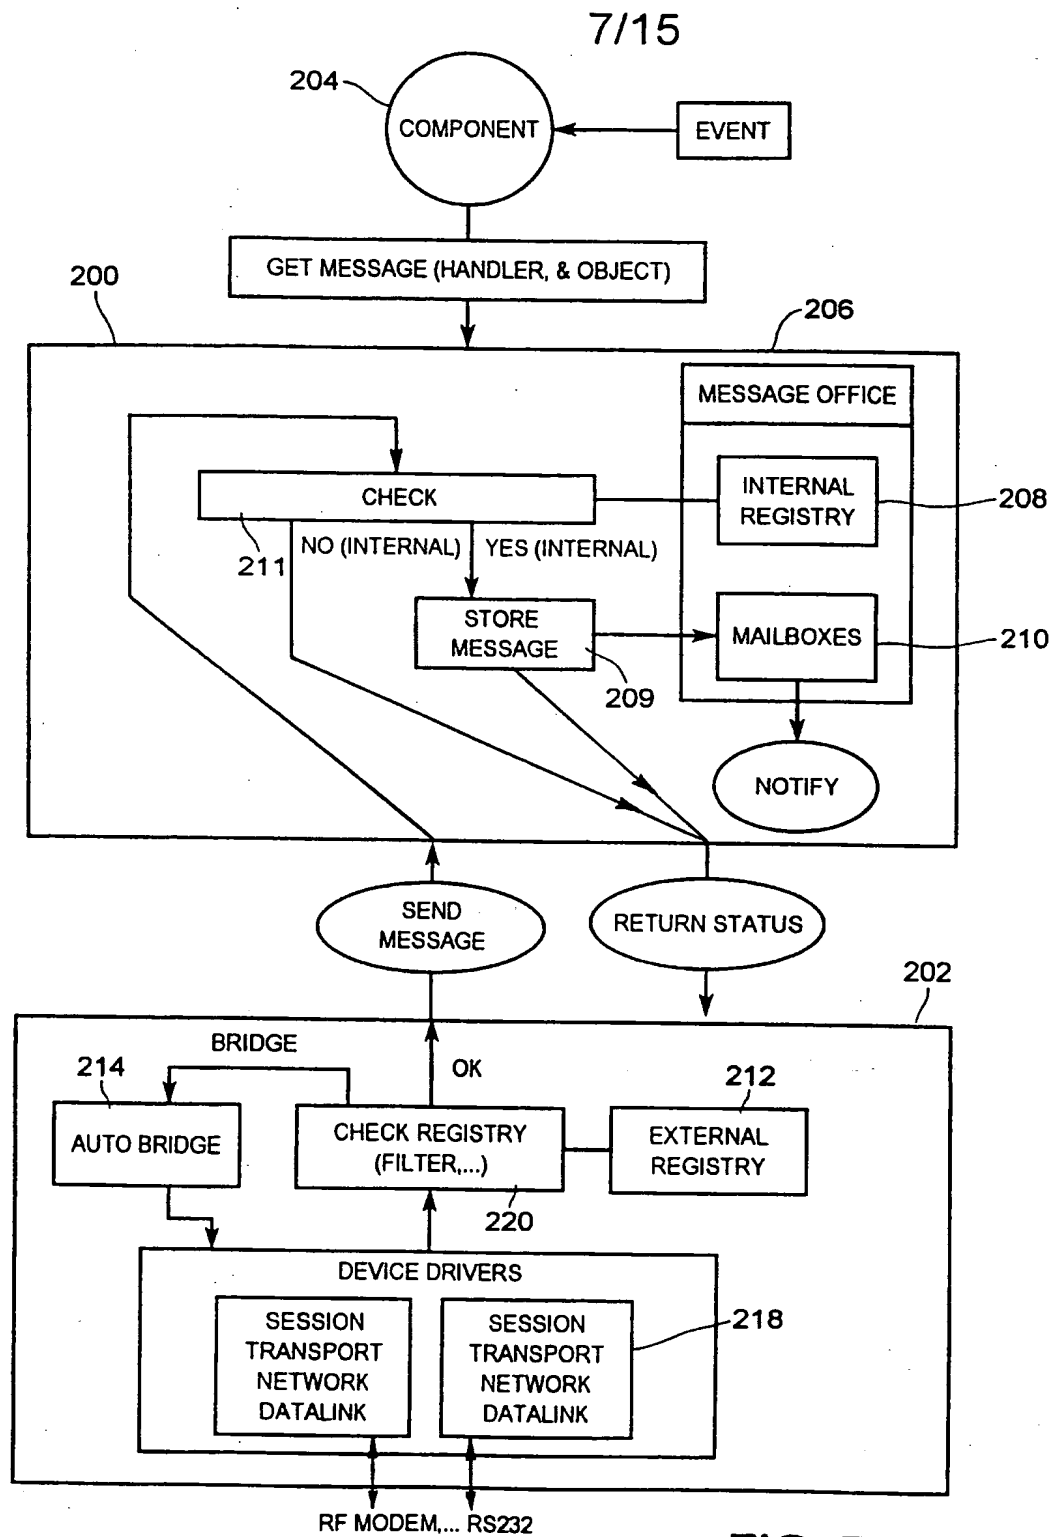 7/15
204
COMPONENT
EVENT
GET MESSAGE (HANDLER, & OBJECT)
200
206
MESSAGE OFFICE
CHECK
INTERNAL
REGISTRY
208
211
NO (INTERNAL)
YES (INTERNAL)
STORE
MESSAGE
209
MAILBOXES
210
NOTIFY
SEND
MESSAGE
RETURN STATUS
202
BRIDGE
OK
214
212
AUTO BRIDGE
CHECK REGISTRY
(FILTER,...)
EXTERNAL
REGISTRY
220
DEVICE DRIVERS
SESSION
TRANSPORT
NETWORK
DATALINK
SESSION
TRANSPORT
NETWORK
DATALINK
218
RF MODEM,... RS232